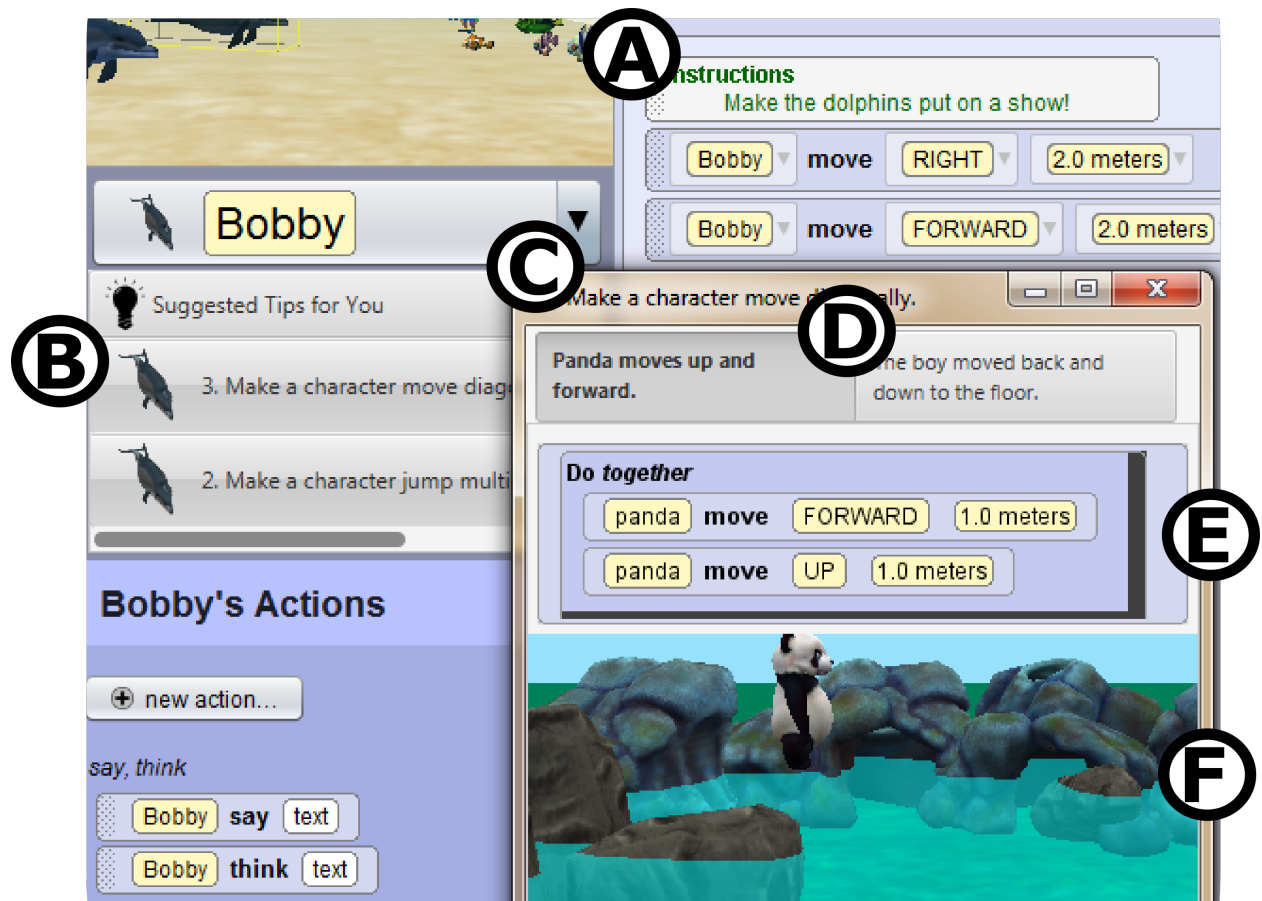 A
nstructions
Make the dolphins put on a show!
Bobby move RIGHT 2.0 meters
Bobby move FORWARD 2.0 meters
Bobby
C
Suggested Tips for You
B
3. Make a character move diag
2. Make a character jump multi
Bobby's Actions
new action...
say, think
Bobby say text
Bobby think text
Make a character move d ally.
D
Panda moves up and
forward.
he boy moved back and
down to the floor.
Do together
panda move FORWARD 1.0 meters
panda move UP 1.0 meters
E
F